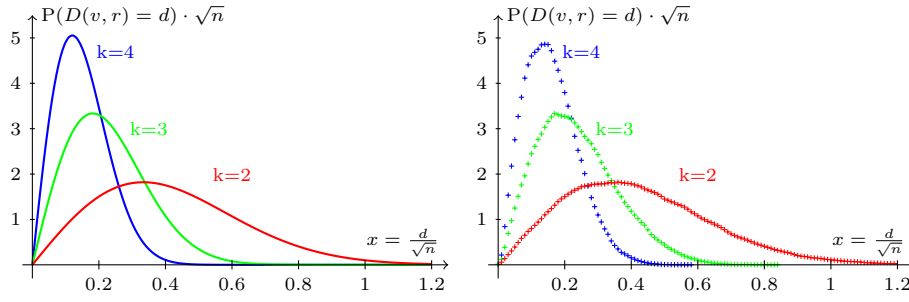 P(D(v, r) = d) · √n
5
4
3
2
1
k=4
k=3
k=2
x = d/√n
0.2 0.4 0.6 0.8 1 1.2
P(D(v, r) = d) · √n
5
4
3
2
1
k=4
k=3
k=2
x = d/√n
0.2 0.4 0.6 0.8 1 1.2